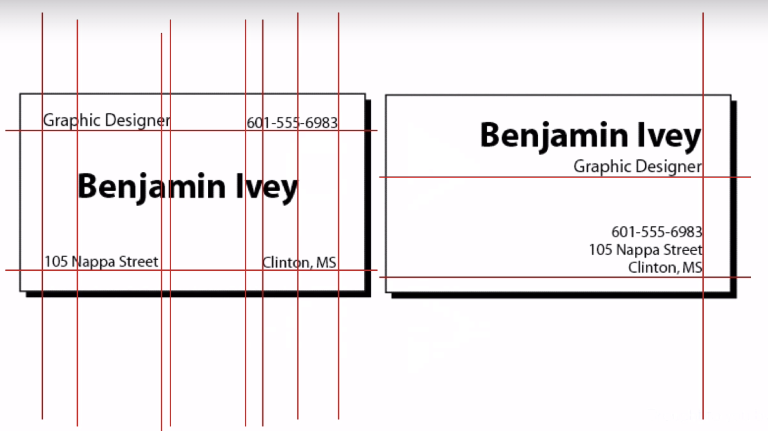 Graphic Designer 601-555-6983
Benjamin Ivey
105 Nappa Street Clinton, MS
Benjamin Ivey
Graphic Designer
601-555-6983
105 Nappa Street
Clinton, MS